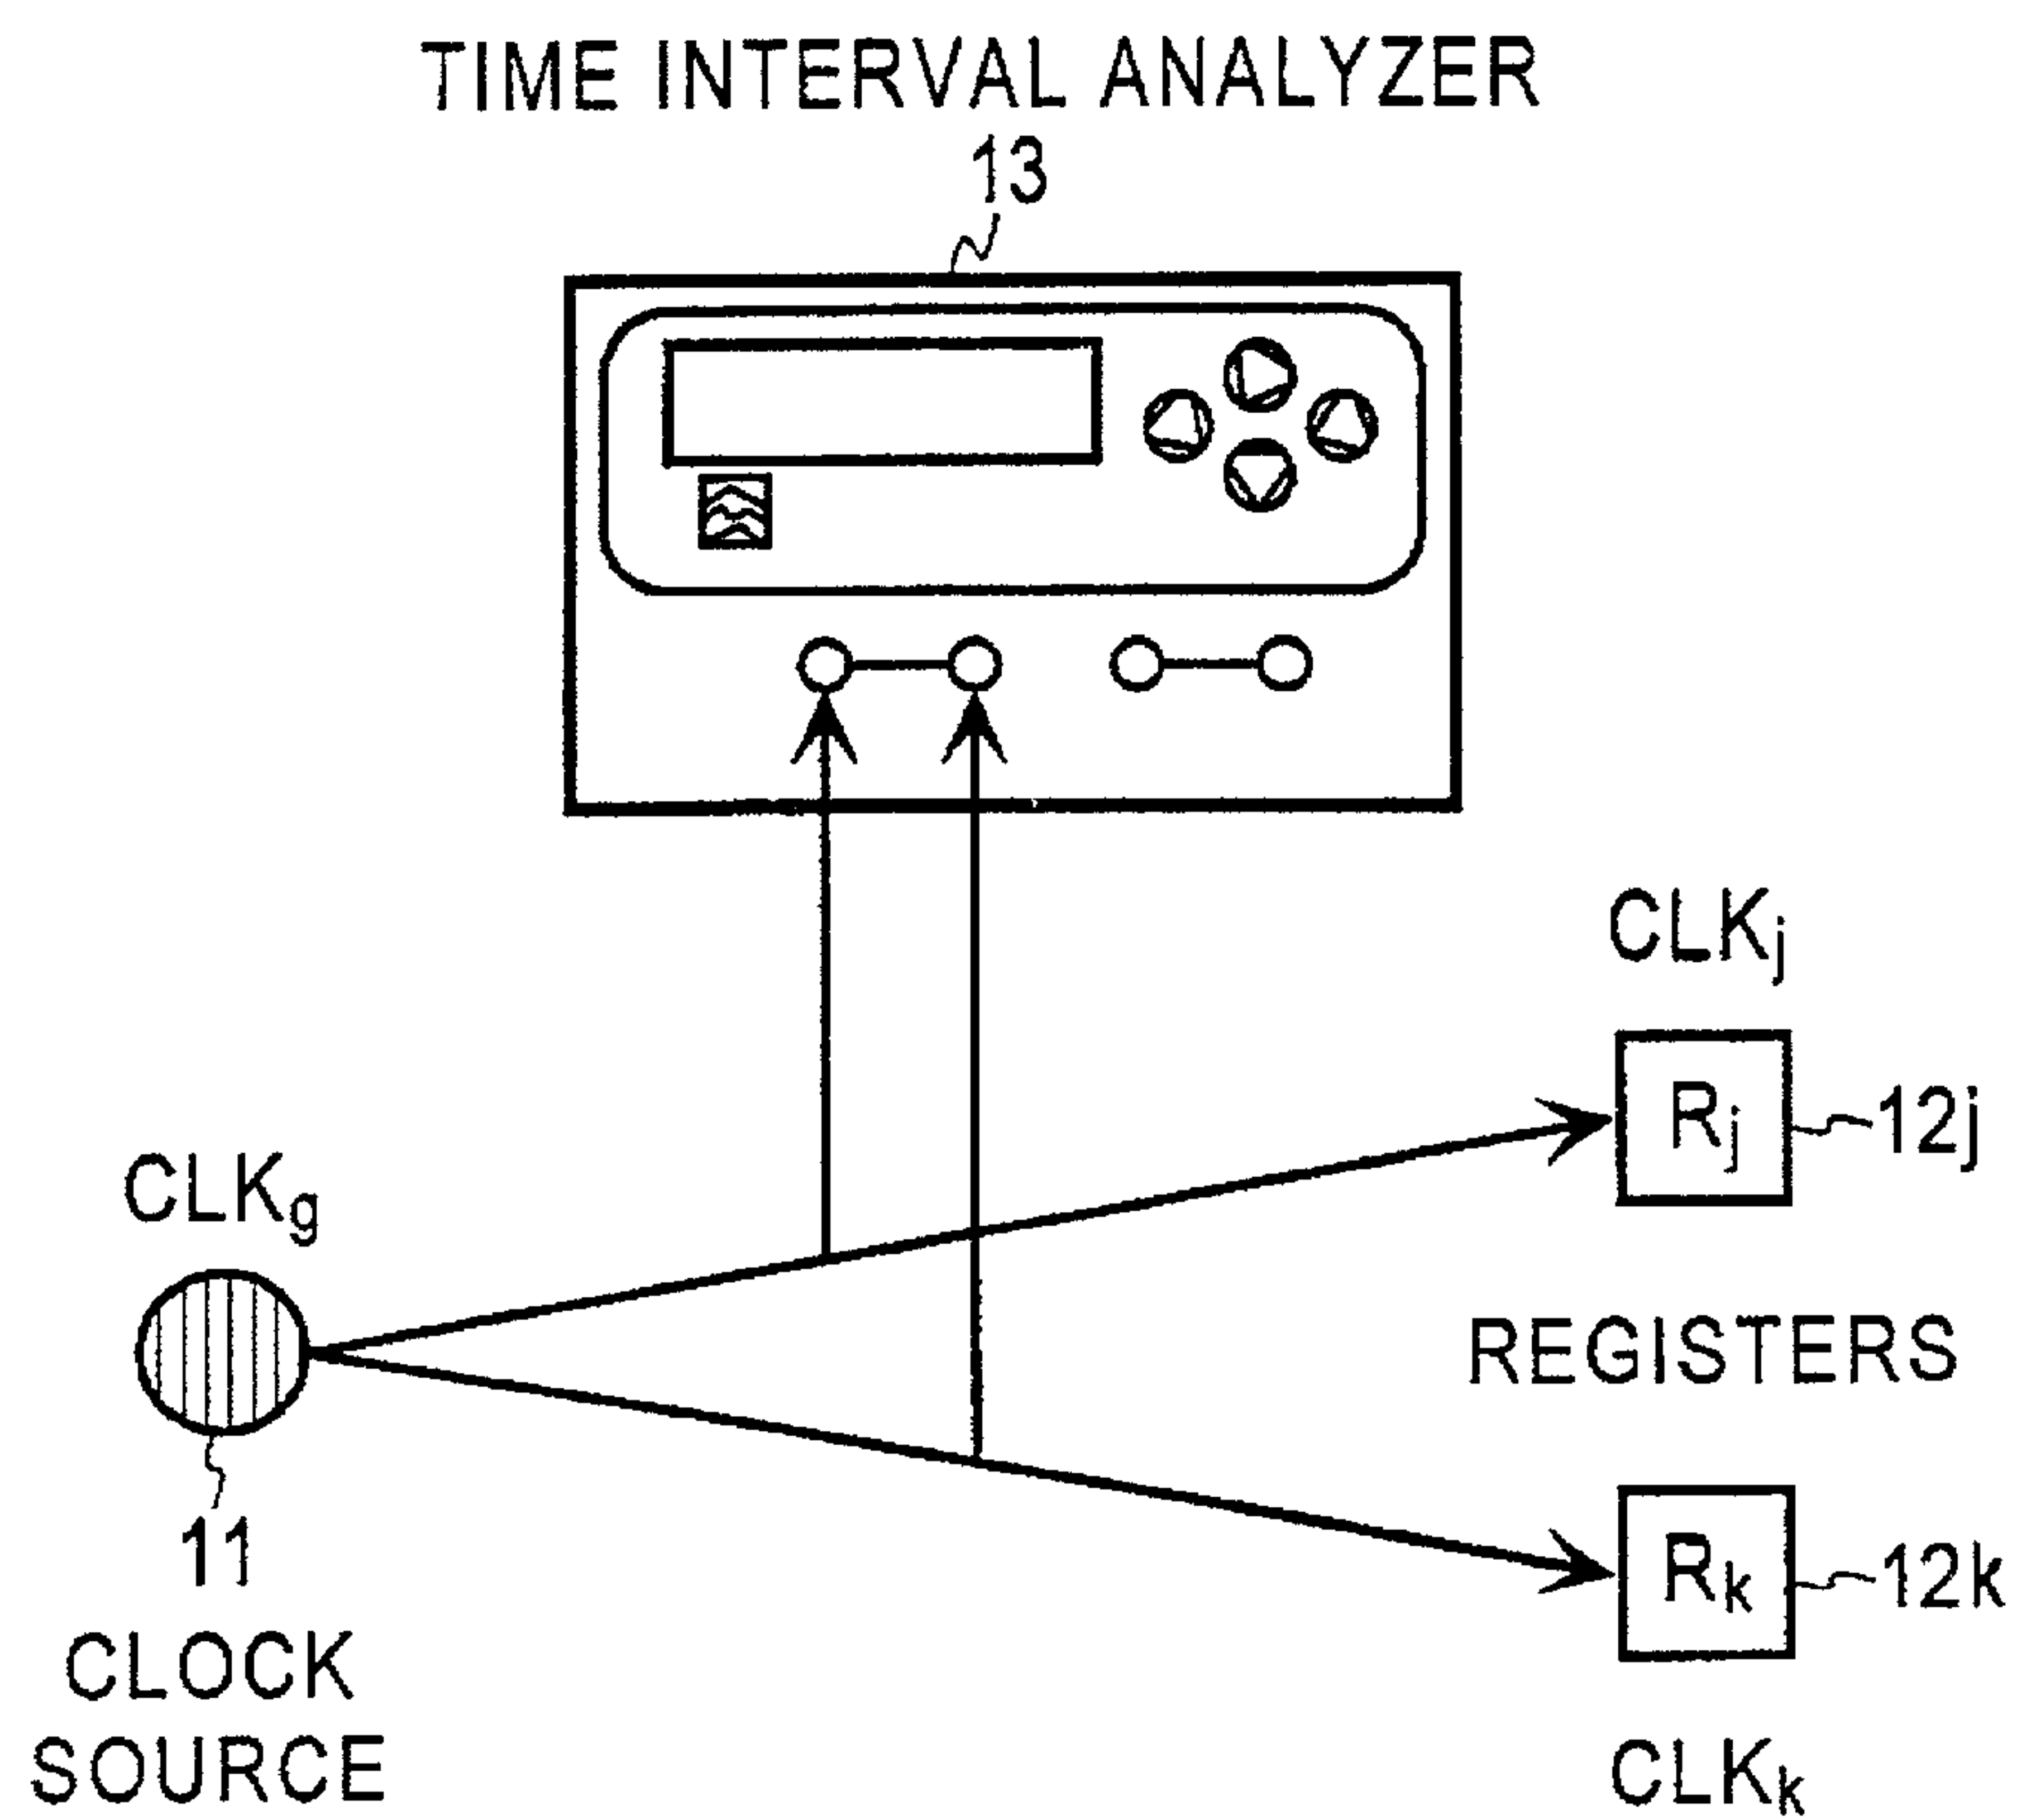 TIME INTERVAL ANALYZER
13
CLKj
Rj
12j
CLKg
REGISTERS
11
CLOCK
SOURCE
Rk
12k
CLKk